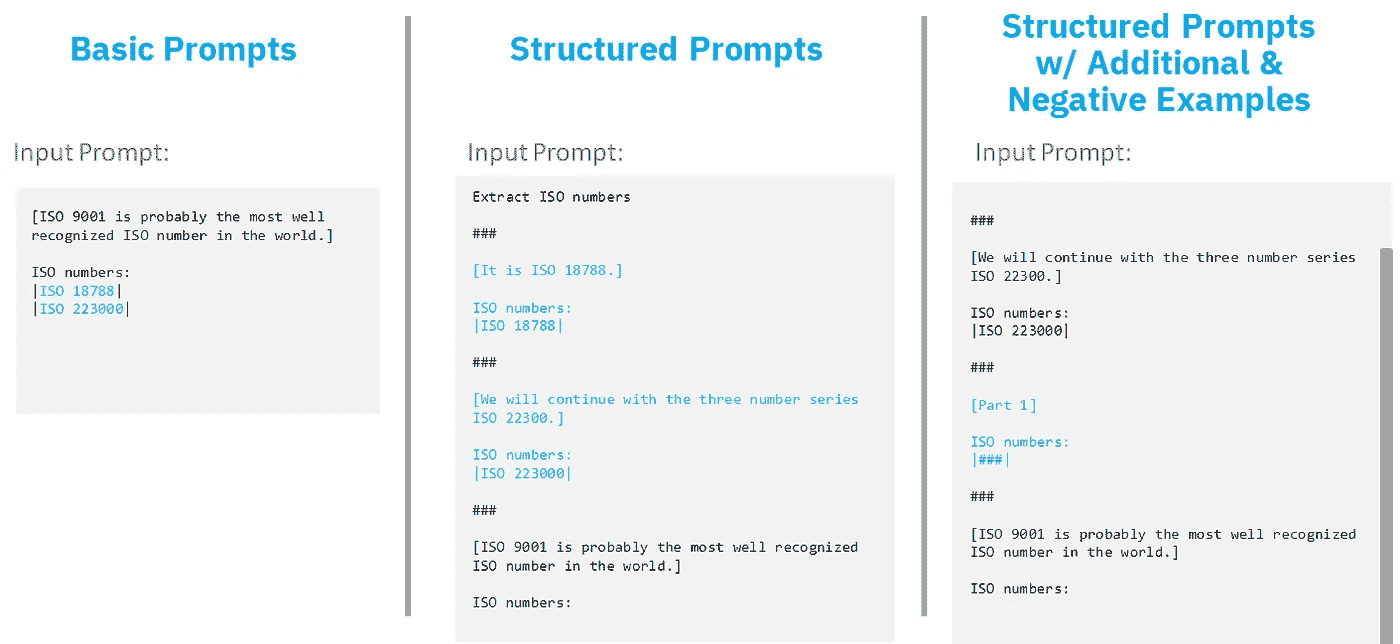 Basic Prompts
Input Prompt:
[ISO 9001 is probably the most well
recognized ISO number in the world.]
ISO numbers:
|ISO 18788|
|ISO 223000|
Structured Prompts
Input Prompt:
Extract ISO numbers
###
[It is ISO 18788.]
ISO numbers:
|ISO 18788|
###
[We will continue with the three number series
ISO 22300.]
ISO numbers:
|ISO 223000|
###
[ISO 9001 is probably the most well recognized
ISO number in the world.]
ISO numbers:
Structured Prompts
w/ Additional &
Negative Examples
Input Prompt:
###
[We will continue with the three number series
ISO 22300.]
ISO numbers:
|ISO 223000|
###
[Part 1]
ISO numbers:
|###|
###
[ISO 9001 is probably the most well recognized
ISO number in the world.]
ISO numbers: